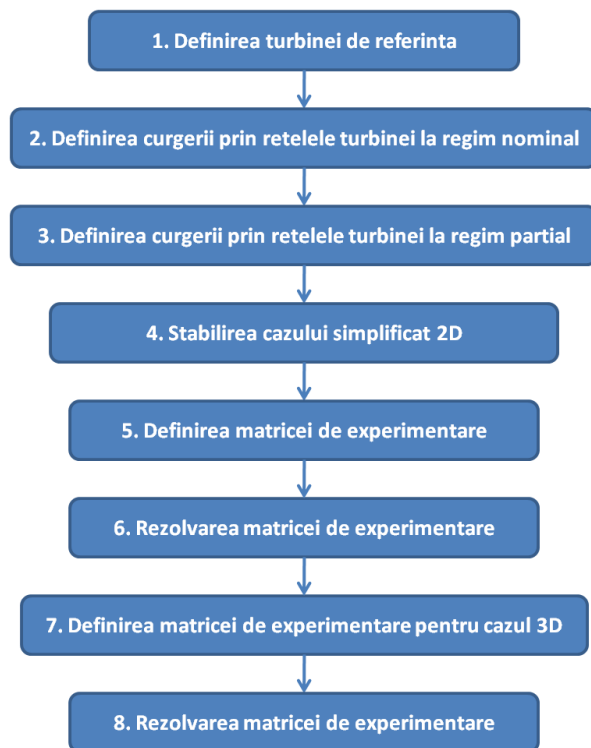 1. Definirea turbinei de referinta
2. Definirea curgerii prin retelele turbinei la regim nominal
3. Definirea curgerii prin retelele turbinei la regim partial
4. Stabilirea cazului simplificat 2D
5. Definirea matricei de experimentare
6. Rezolvarea matricei de experimentare
7. Definirea matricei de experimentare pentru cazul 3D
8. Rezolvarea matricei de experimentare